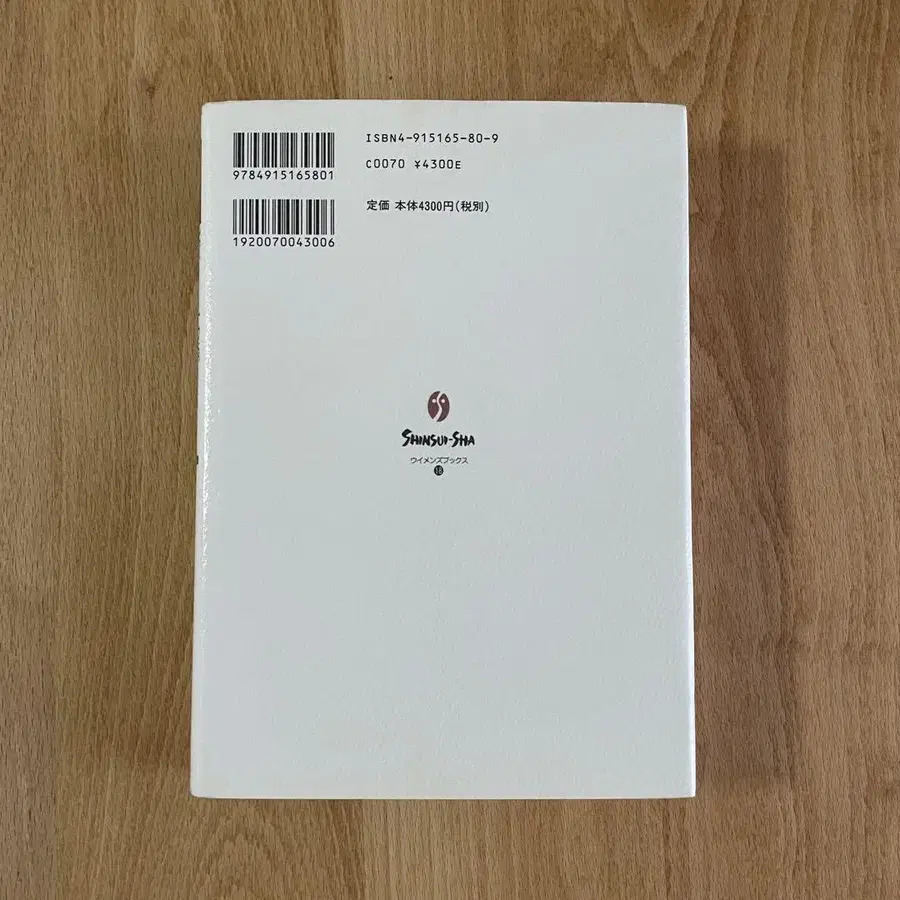 9784915165801
1920070043006
ISBN4-915165-80-9
C0070 ¥4300E
定価 本体4300円(税別)
SHINSUI-SHA
ウイメンズブックス
18